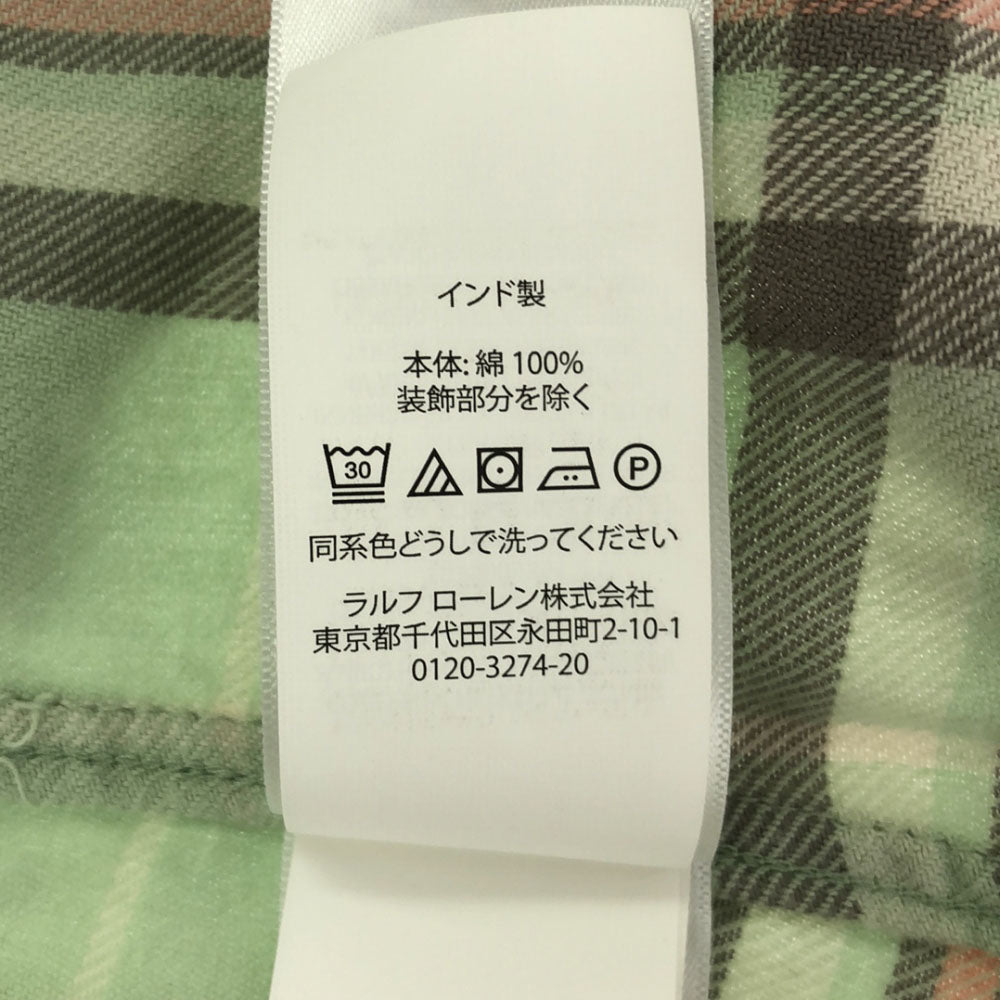 インド製
本体: 綿 100%
装飾部分を除く
30 P
同系色どうしで洗ってください
ラルフ ローレン株式会社
東京都千代田区永田町2-10-1
0120-3274-20